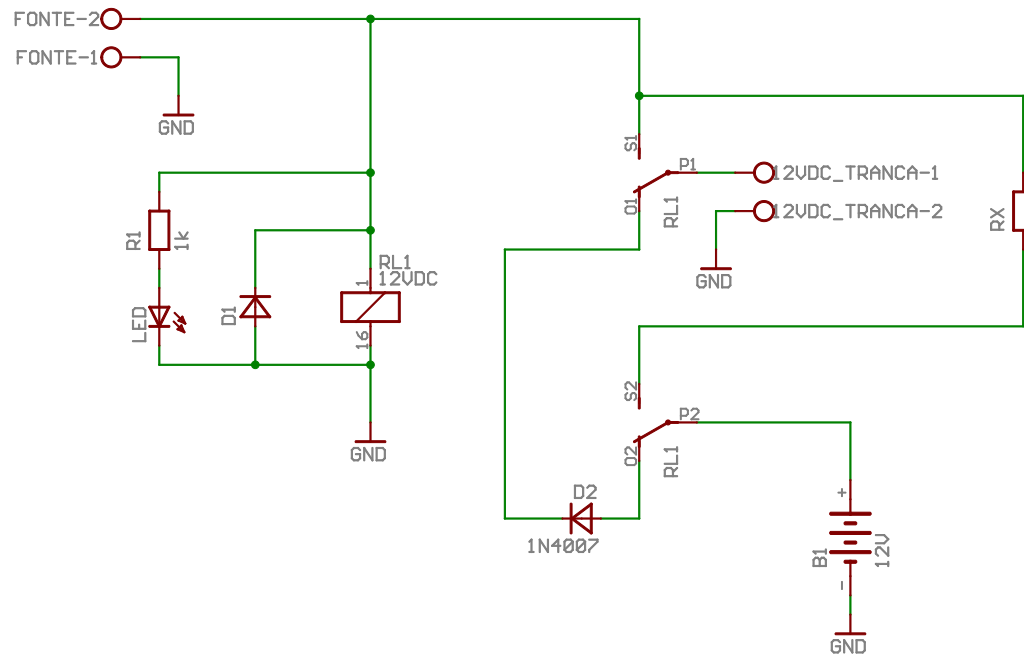 FONTE-2
FONTE-1
GND
S1
P1
O1
RL1
12VDC_TRANCA-1
12VDC_TRANCA-2
GND
RX
R1
1k
LED
D1
RL1
12VDC
1
16
GND
S2
P2
O2
RL1
D2
1N4007
+
B1
12V
-
GND